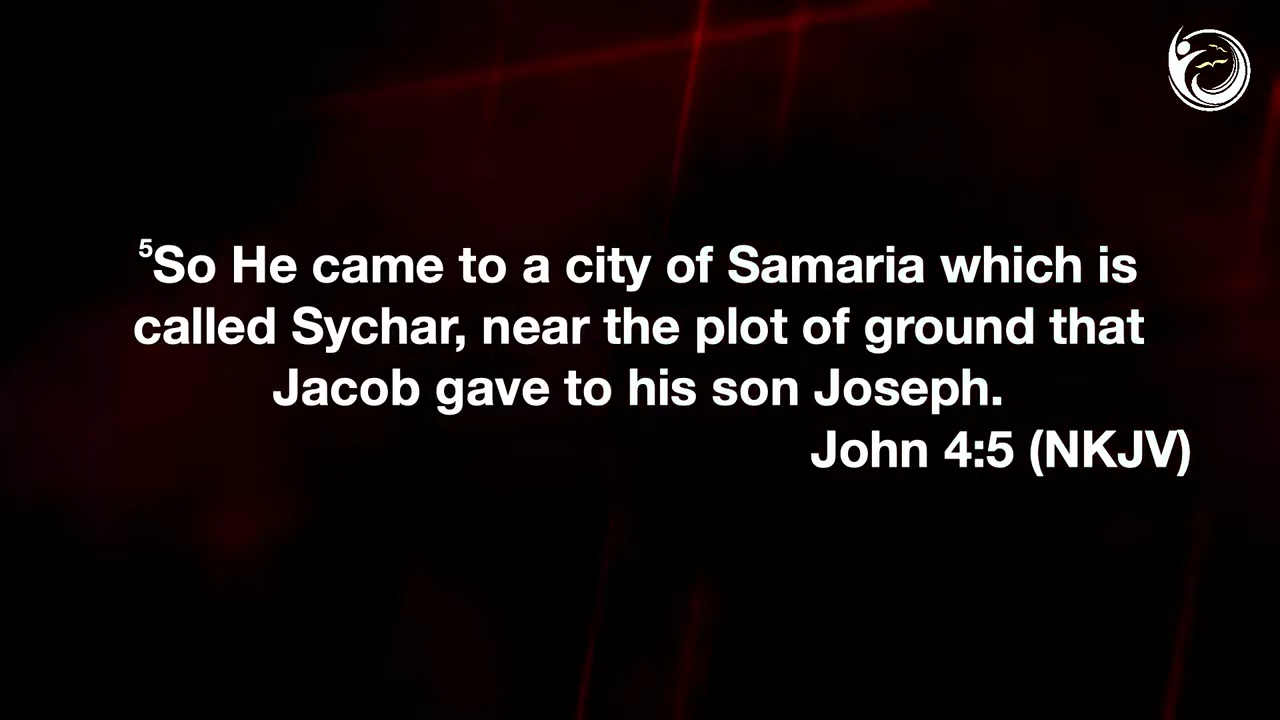 ⁵So He came to a city of Samaria which is
called Sychar, near the plot of ground that
Jacob gave to his son Joseph.
John 4:5 (NKJV)